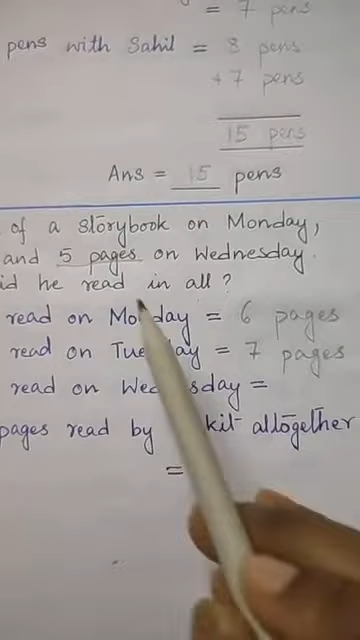 = 7 pens
pens with Sahil = 8 pens
+ 7 pens
15 pens
Ans = 15 pens
of a storybook on Monday,
and 5 pages on Wednesday.
he read in all?
read on Monday = 6 pages
read on Tuesday = 7 pages
read on Wednesday =
pages read by altogether
=